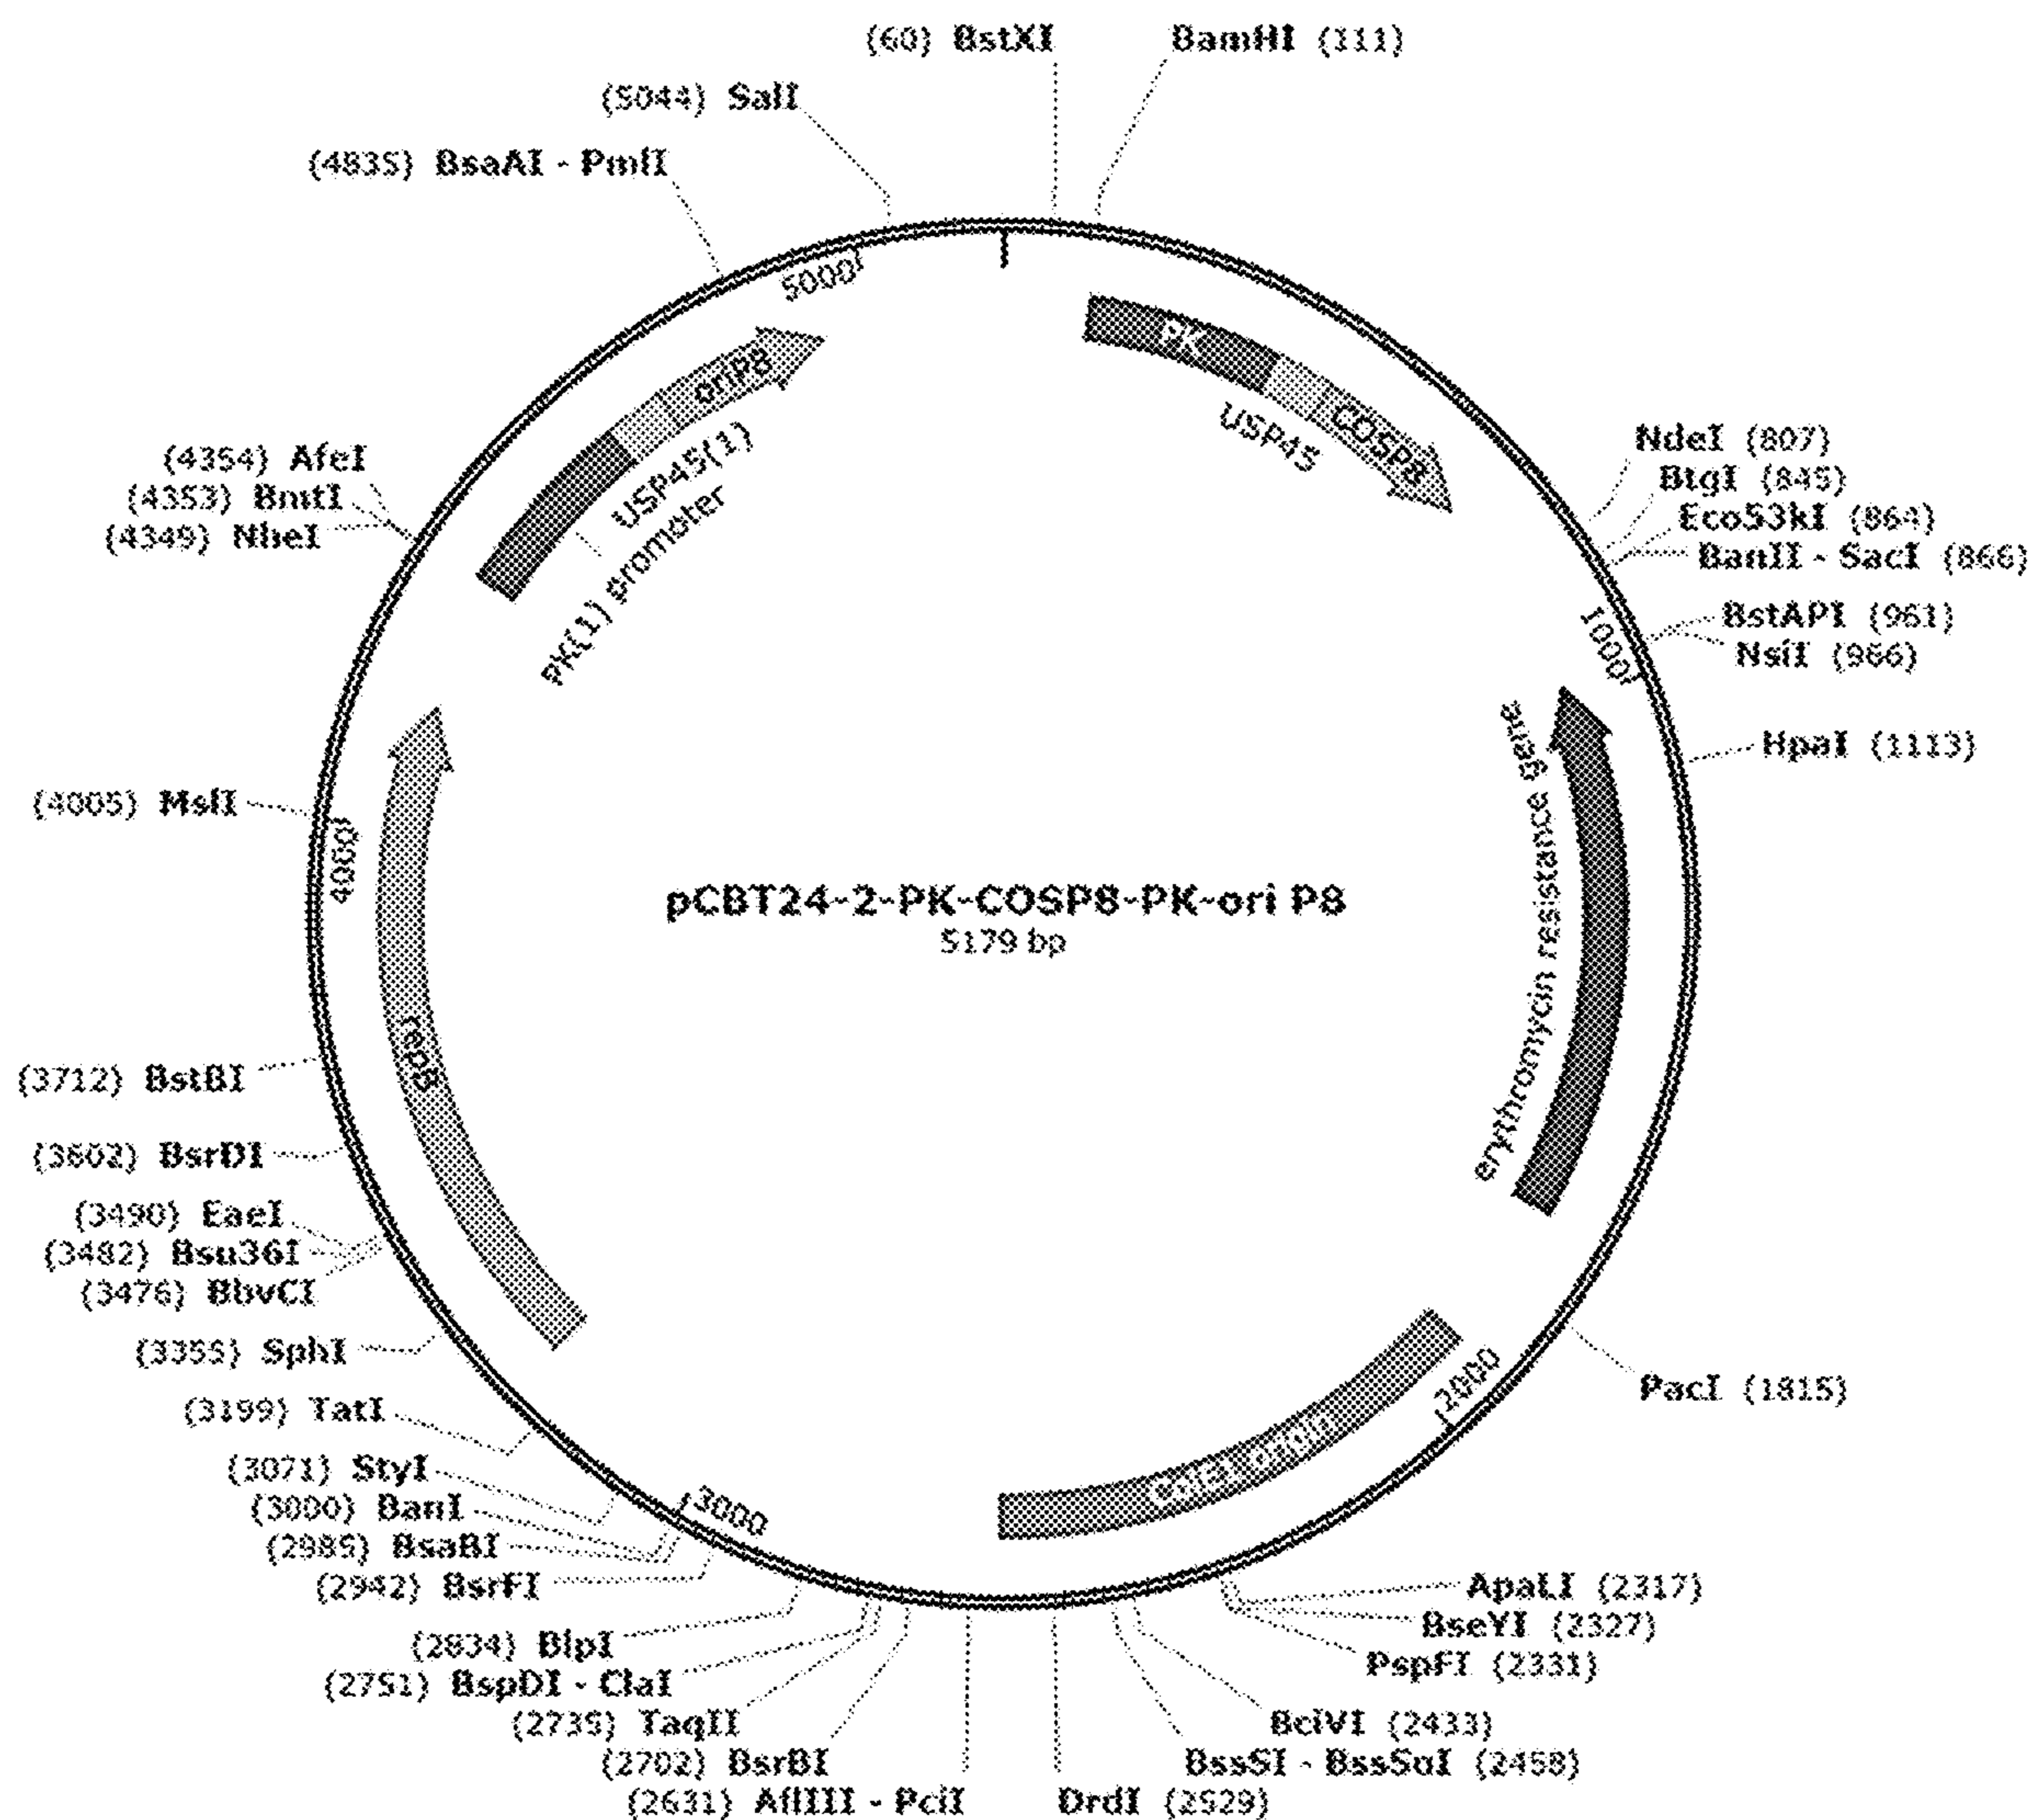 (60) BstXI
BamHI (111)
(5044) SalI
(4835) BsaAI - PmlI
5000
PK
USP45
COSP8
oriP8
USP45(1)
PK(1) promoter
(4354) AfeI
(4353) BmtI
(4349) NheI
NdeI (807)
BtgI (845)
Eco53kI (864)
BanII - SacI (866)
BstAPI (961)
NsiI (966)
1000
HpaI (1113)
erythromycin resistance gene
(4005) MslI
4000
pCBT24-2-PK-COSP8-PK-ori P8
5179 bp
repB
(3712) BstBI
(3602) BsrDI
(3490) EaeI
(3482) Bsu36I
(3476) BbvCI
(3355) SphI
(3199) TatI
(3071) StyI
(3000) BanI
(2985) BsaBI
(2942) BsrFI
3000
ColE1 origin
2000
PacI (1815)
ApaLI (2317)
BseYI (2327)
PspFI (2331)
(2834) BlpI
(2751) BspDI - ClaI
(2735) TaqII
(2702) BsrBI
(2631) AflIII - PciI
BciVI (2433)
BssSI - BssSαI (2458)
DrdI (2529)